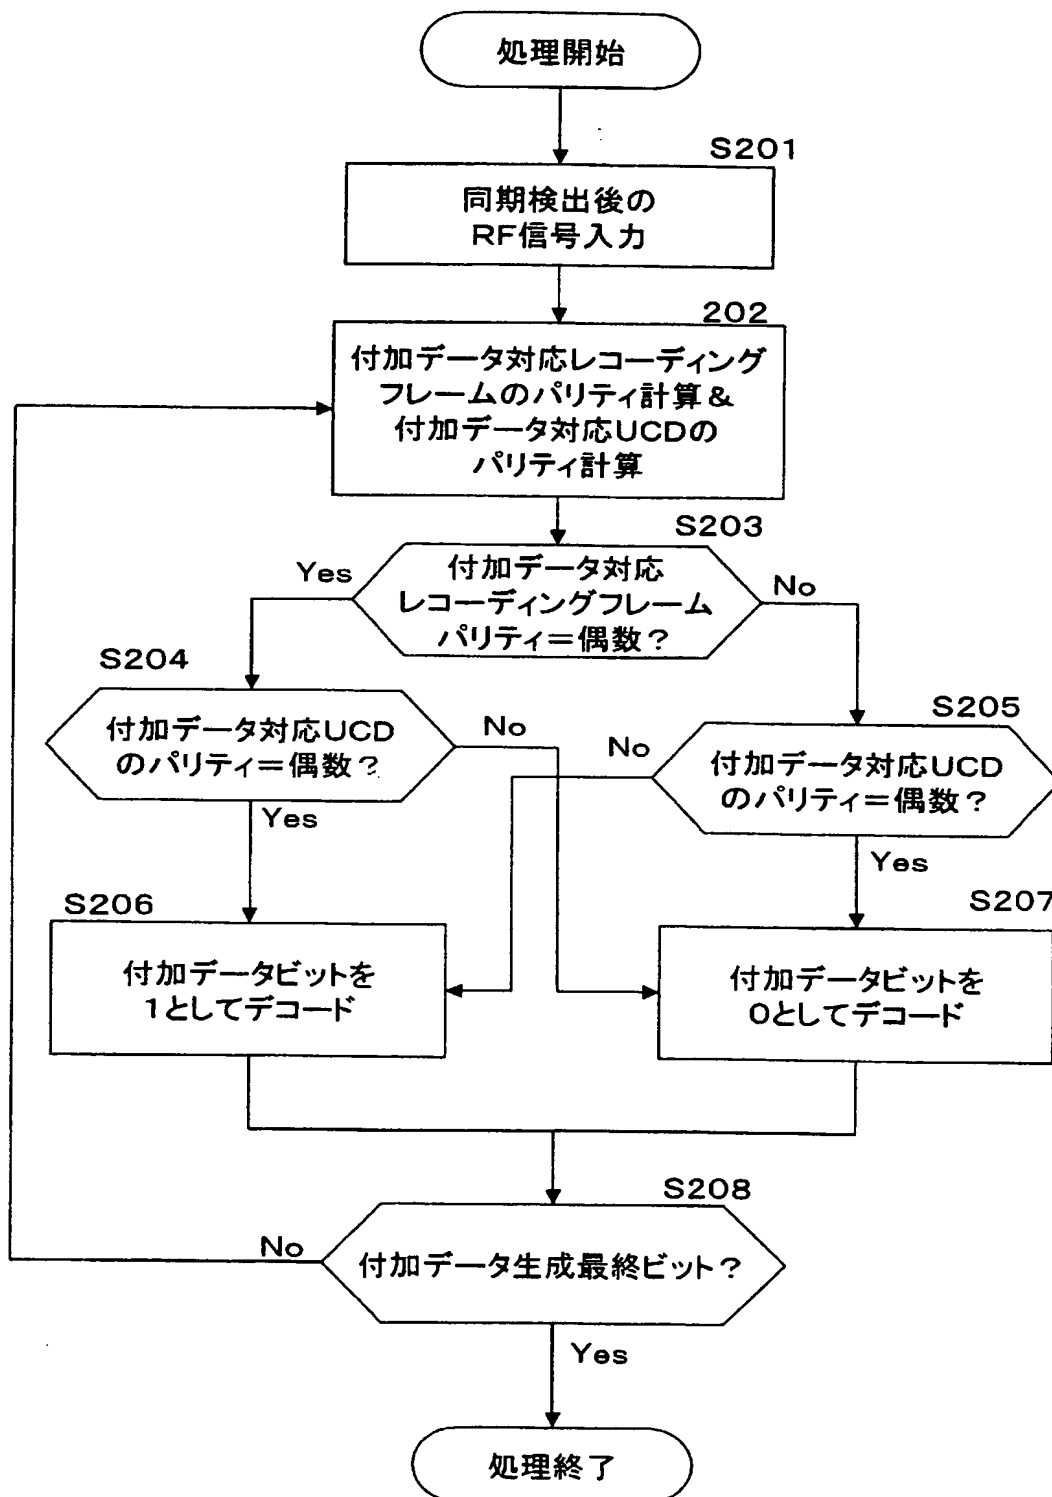 処理開始
S201
同期検出後の
RF信号入力
202
付加データ対応レコーディング
フレームのパリティ計算&
付加データ対応UCDの
パリティ計算
S203
付加データ対応
レコーディングフレーム
パリティ=偶数?
Yes
No
S204
付加データ対応UCD
のパリティ=偶数?
No
Yes
S205
付加データ対応UCD
のパリティ=偶数?
No
Yes
S206
付加データビットを
1としてデコード
S207
付加データビットを
0としてデコード
S208
付加データ生成最終ビット?
No
Yes
処理終了